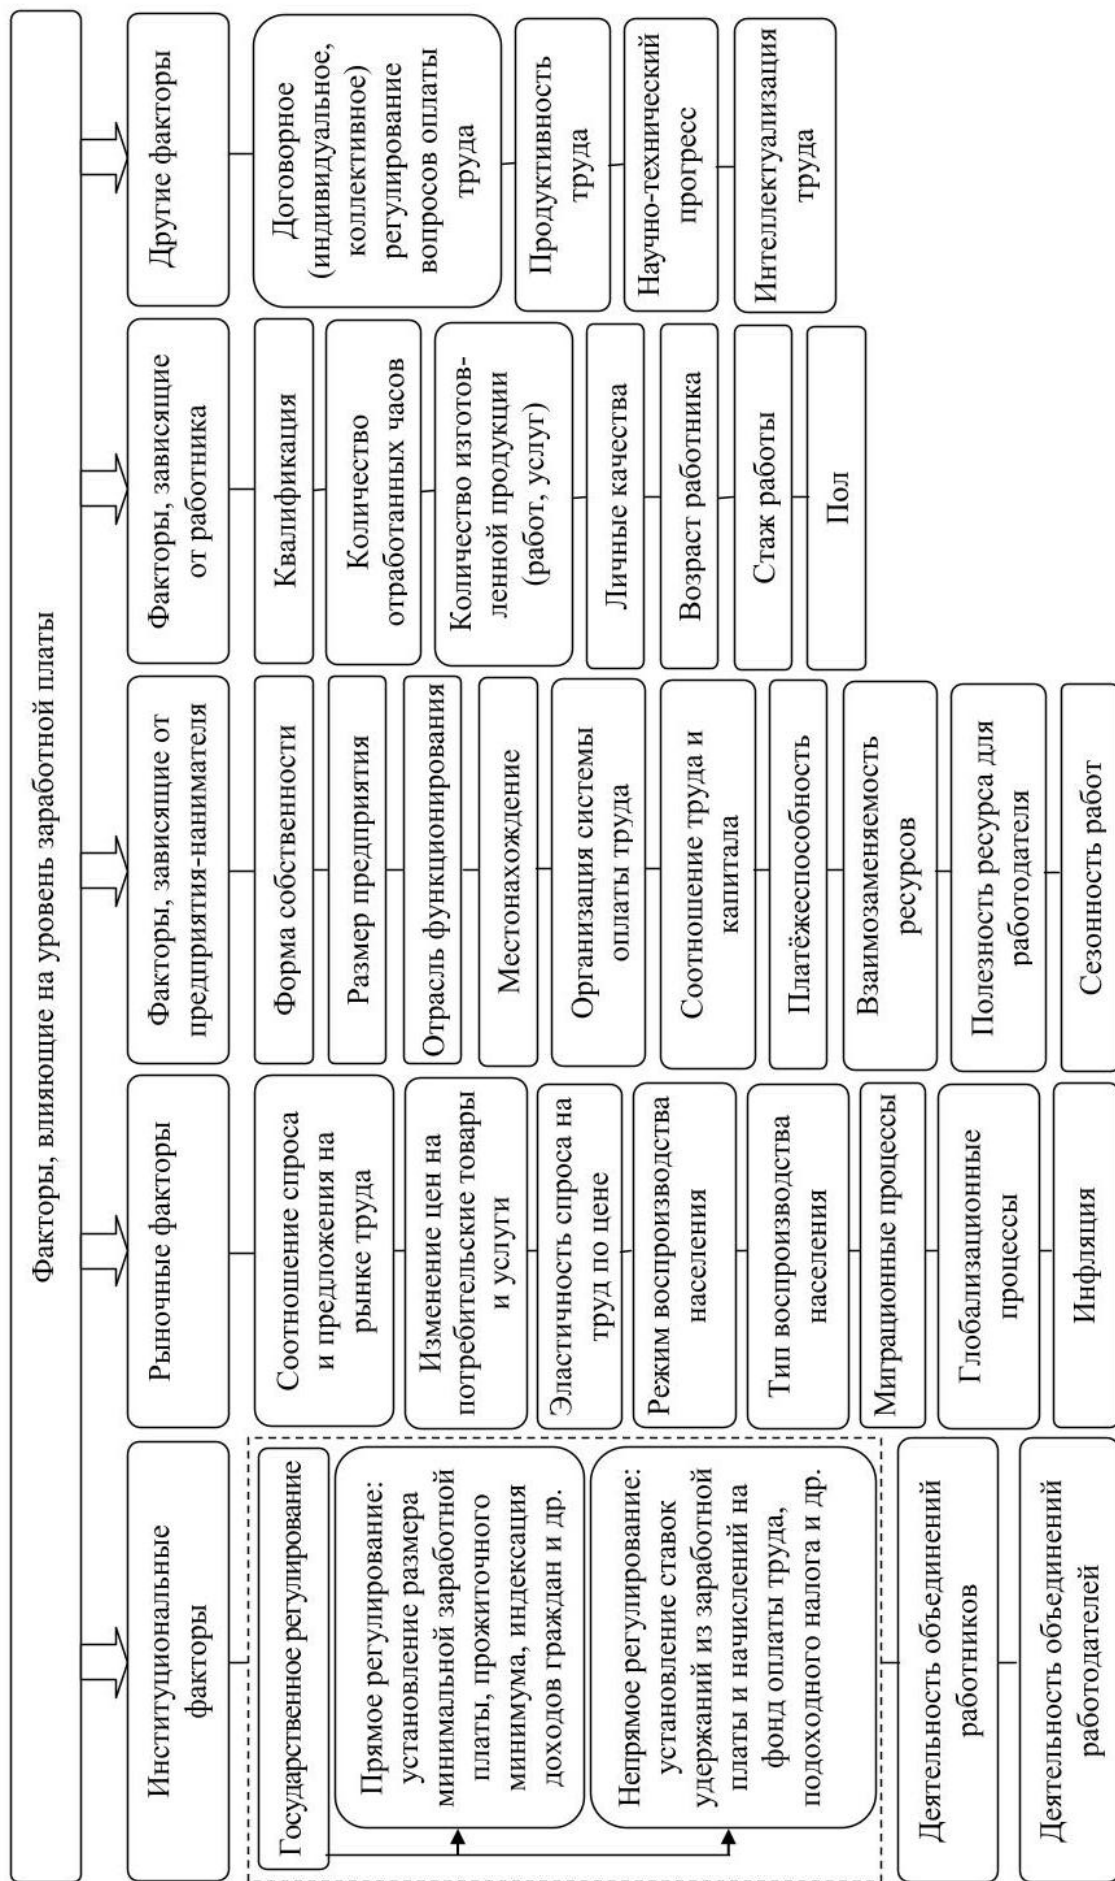 Факторы, влияющие на уровень заработной платы
Институциональные
факторы
Государственное регулирование
Прямое регулирование:
установление размера
минимальной заработной
платы, прожиточного
минимума, индексация
доходов граждан и др.
Непрямое регулирование:
установление ставок
удержаний из заработной
платы и начислений на
фонд оплаты труда,
подоходного налога и др.
Деятельность объединений
работников
Деятельность объединений
работодателей
Рыночные факторы
Соотношение спроса
и предложения на
рынке труда
Изменение цен на
потребительские товары
и услуги
Эластичность спроса на
труд по цене
Режим воспроизводства
населения
Тип воспроизводства
населения
Миграционные процессы
Глобализационные
процессы
Инфляция
Факторы, зависящие от
предприятия-нанимателя
Форма собственности
Размер предприятия
Отрасль функционирования
Местонахождение
Организация системы
оплаты труда
Соотношение труда и
капитала
Платёжеспособность
Взаимозаменяемость
ресурсов
Полезность ресурса для
работодателя
Сезонность работ
Факторы, зависящие
от работника
Квалификация
Количество
отработанных часов
Количество изготов-
ленной продукции
(работ, услуг)
Личные качества
Возраст работника
Стаж работы
Пол
Другие факторы
Договорное
(индивидуальное,
коллективное)
регулирование
вопросов оплаты
труда
Продуктивность
труда
Научно-технический
прогресс
Интеллектуализация
труда